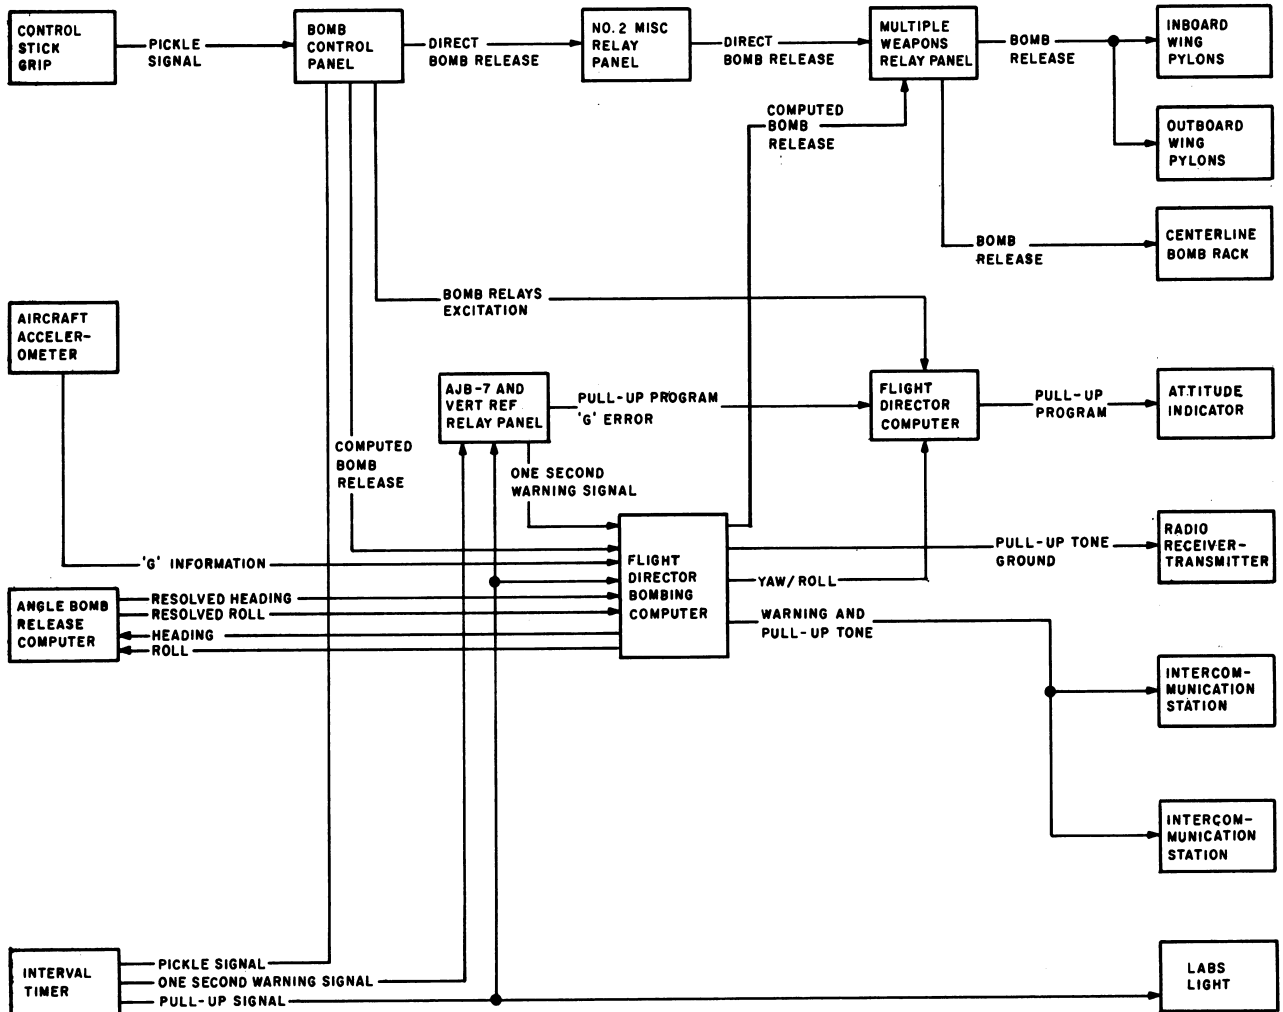 CONTROL
STICK
GRIP
PICKLE
SIGNAL
BOMB
CONTROL
PANEL
DIRECT
BOMB RELEASE
NO. 2 MISC
RELAY
PANEL
DIRECT
BOMB RELEASE
MULTIPLE
WEAPONS
RELAY PANEL
BOMB
RELEASE
INBOARD
WING
PYLONS
COMPUTED
BOMB
RELEASE
OUTBOARD
WING
PYLONS
BOMB
RELEASE
CENTERLINE
BOMB RACK
BOMB RELAYS
EXCITATION
AIRCRAFT
ACCELER-
OMETER
AJB-7 AND
VERT REF
RELAY PANEL
PULL-UP PROGRAM
'G' ERROR
FLIGHT
DIRECTOR
COMPUTER
PULL-UP
PROGRAM
ATTITUDE
INDICATOR
COMPUTED
BOMB
RELEASE
ONE SECOND
WARNING SIGNAL
'G' INFORMATION
FLIGHT
DIRECTOR
BOMBING
COMPUTER
PULL-UP TONE
GROUND
RADIO
RECEIVER-
TRANSMITTER
YAW/ROLL
ANGLE BOMB
RELEASE
COMPUTER
RESOLVED HEADING
RESOLVED ROLL
HEADING
ROLL
WARNING AND
PULL-UP TONE
INTERCOM-
MUNICATION
STATION
INTERCOM-
MUNICATION
STATION
INTERVAL
TIMER
PICKLE SIGNAL
ONE SECOND WARNING SIGNAL
PULL-UP SIGNAL
LABS
LIGHT